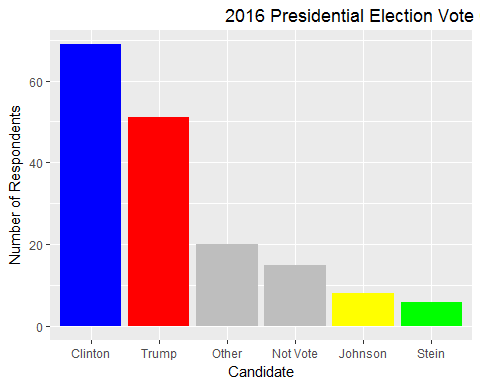 2016 Presidential Election Vote
Number of Respondents
60
40
20
0
Clinton Trump Other Not Vote Johnson Stein
Candidate